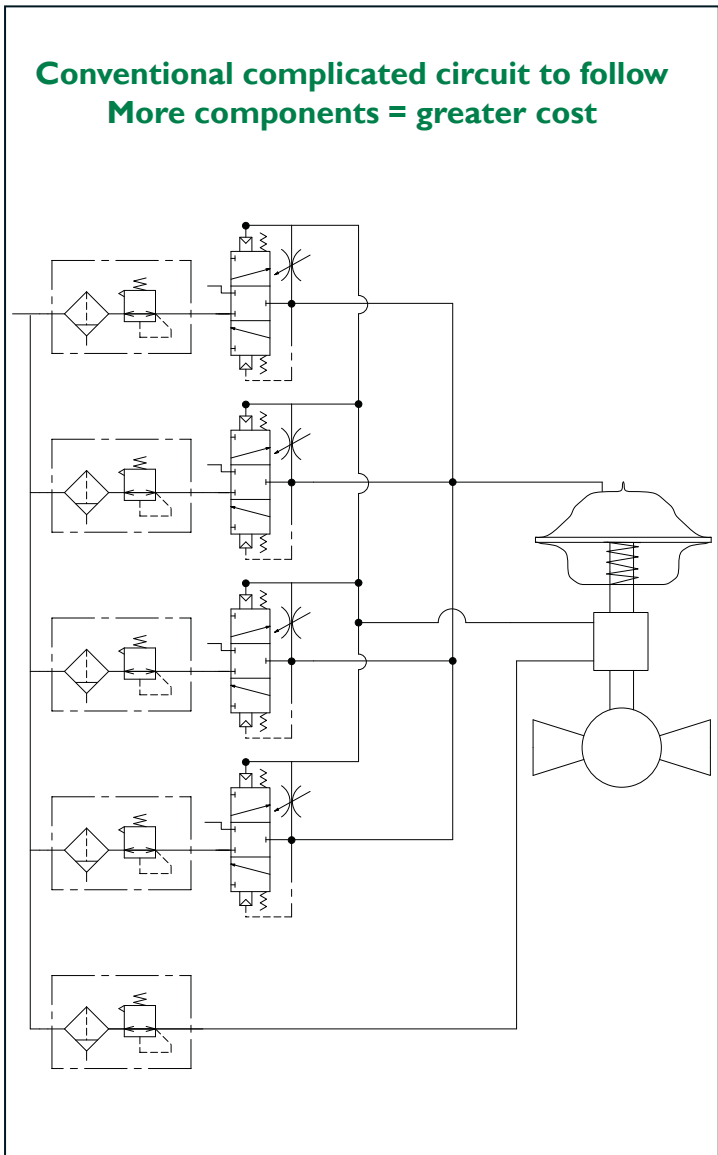 Conventional complicated circuit to follow
More components = greater cost